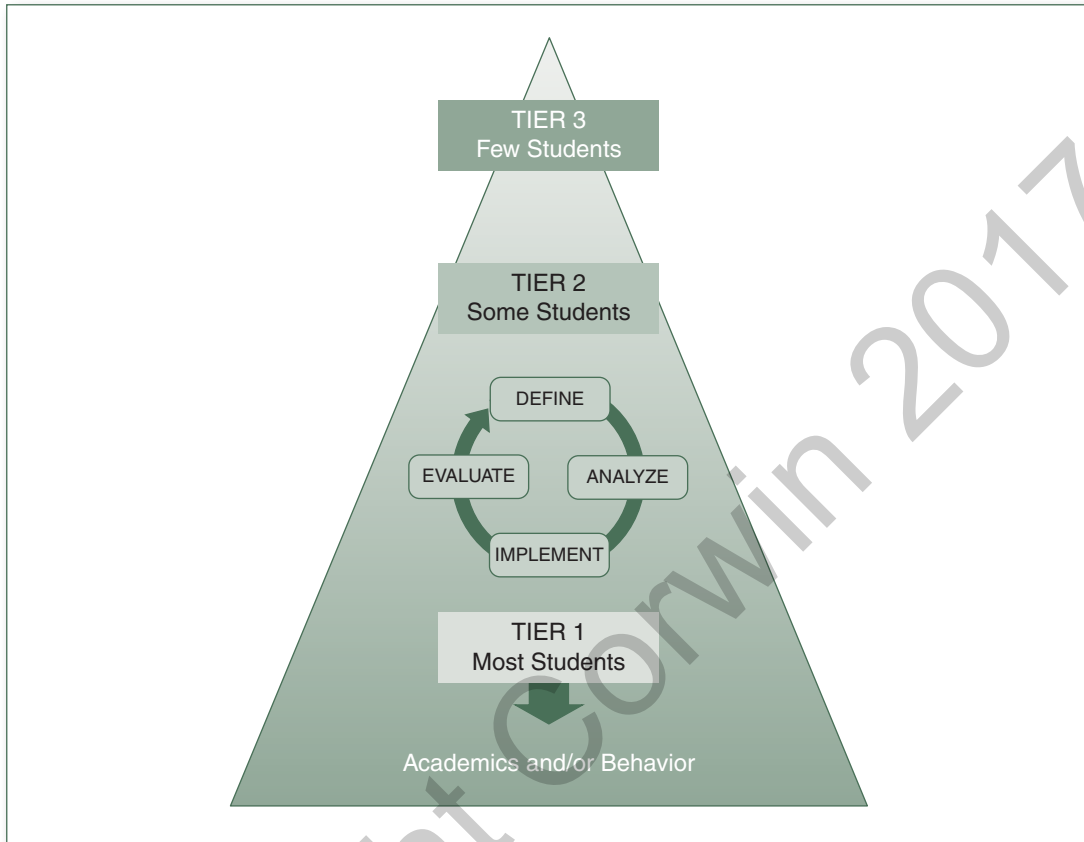 TIER 3
Few Students
TIER 2
Some Students
DEFINE
EVALUATE
ANALYZE
IMPLEMENT
TIER 1
Most Students
Academics and/or Behavior
ht Corwin 2017